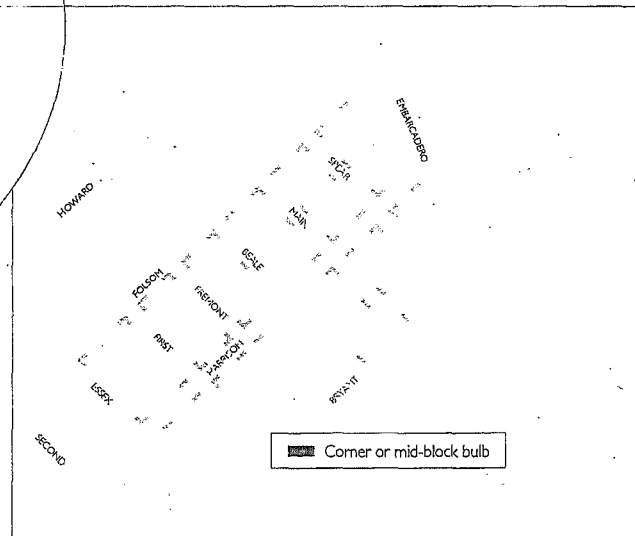 EMBARCADERO
SPEAR
HOWARD
MAIN
BEALE
FOLSOM
FREMONT
FIRST
HARRISON
ESSEX
BRYANT
SECOND
Corner or mid-block bulb